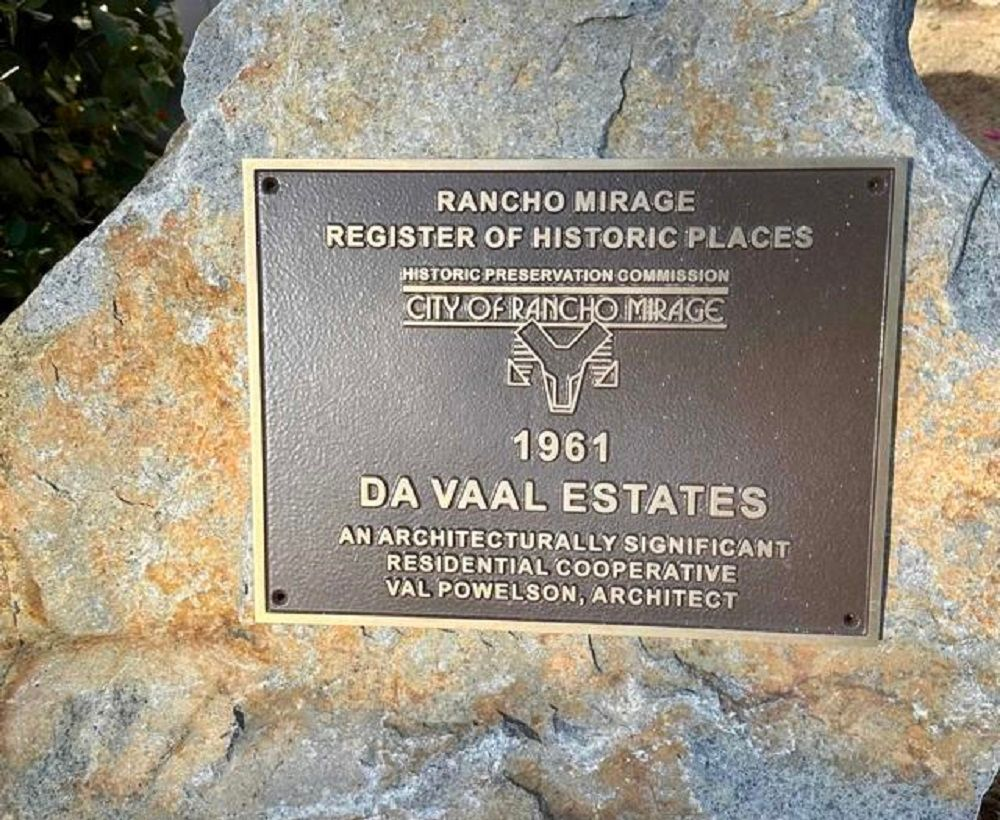 RANCHO MIRAGE
REGISTER OF HISTORIC PLACES
HISTORIC PRESERVATION COMMISSION
CITY OF RANCHO MIRAGE
1961
DA VAAL ESTATES
AN ARCHITECTURALLY SIGNIFICANT
RESIDENTIAL COOPERATIVE
VAL POWELSON, ARCHITECT